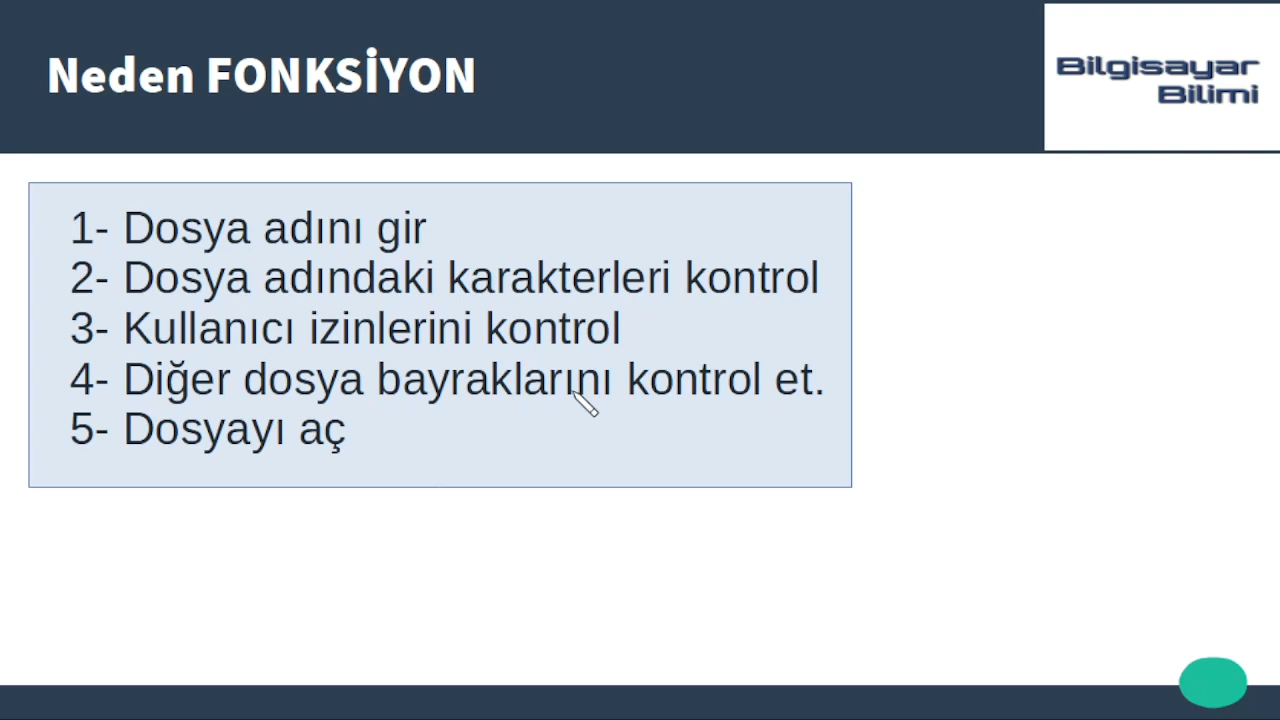 Neden FONKSİYON
Bilgisayar
Bilimi
1- Dosya adını gir
2- Dosya adındaki karakterleri kontrol
3- Kullanıcı izinlerini kontrol
4- Diğer dosya bayraklarını kontrol et.
5- Dosyayı aç